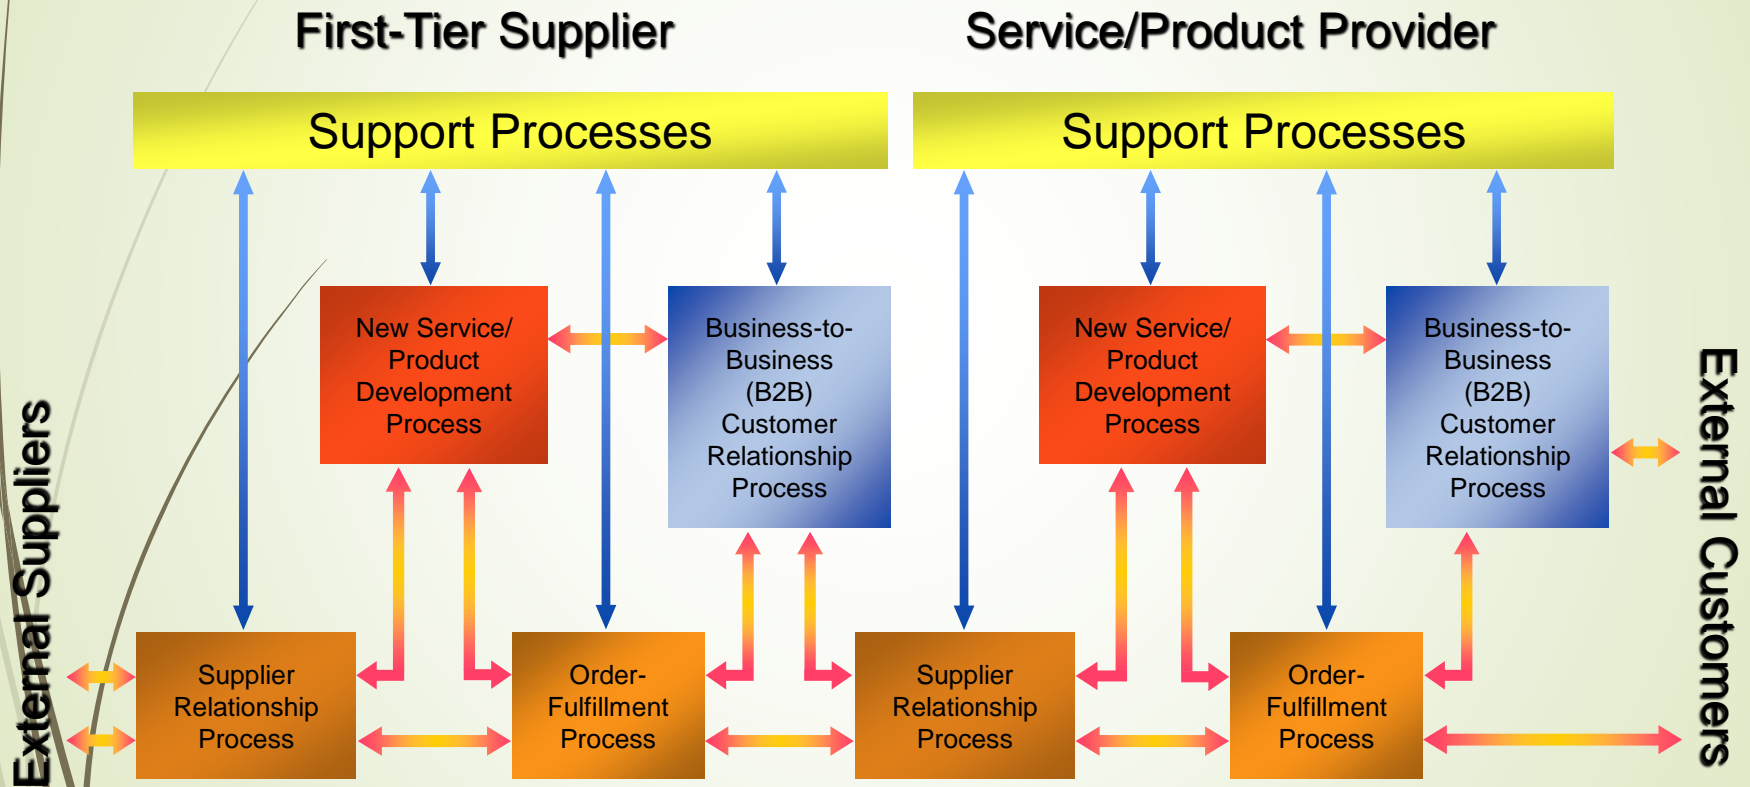 First-Tier Supplier
Service/Product Provider
Support Processes
Support Processes
New Service/
Product
Development
Process
Business-to-
Business
(B2B)
Customer
Relationship
Process
New Service/
Product
Development
Process
Business-to-
Business
(B2B)
Customer
Relationship
Process
External Suppliers
External Customers
Supplier
Relationship
Process
Order-
Fulfillment
Process
Supplier
Relationship
Process
Order-
Fulfillment
Process